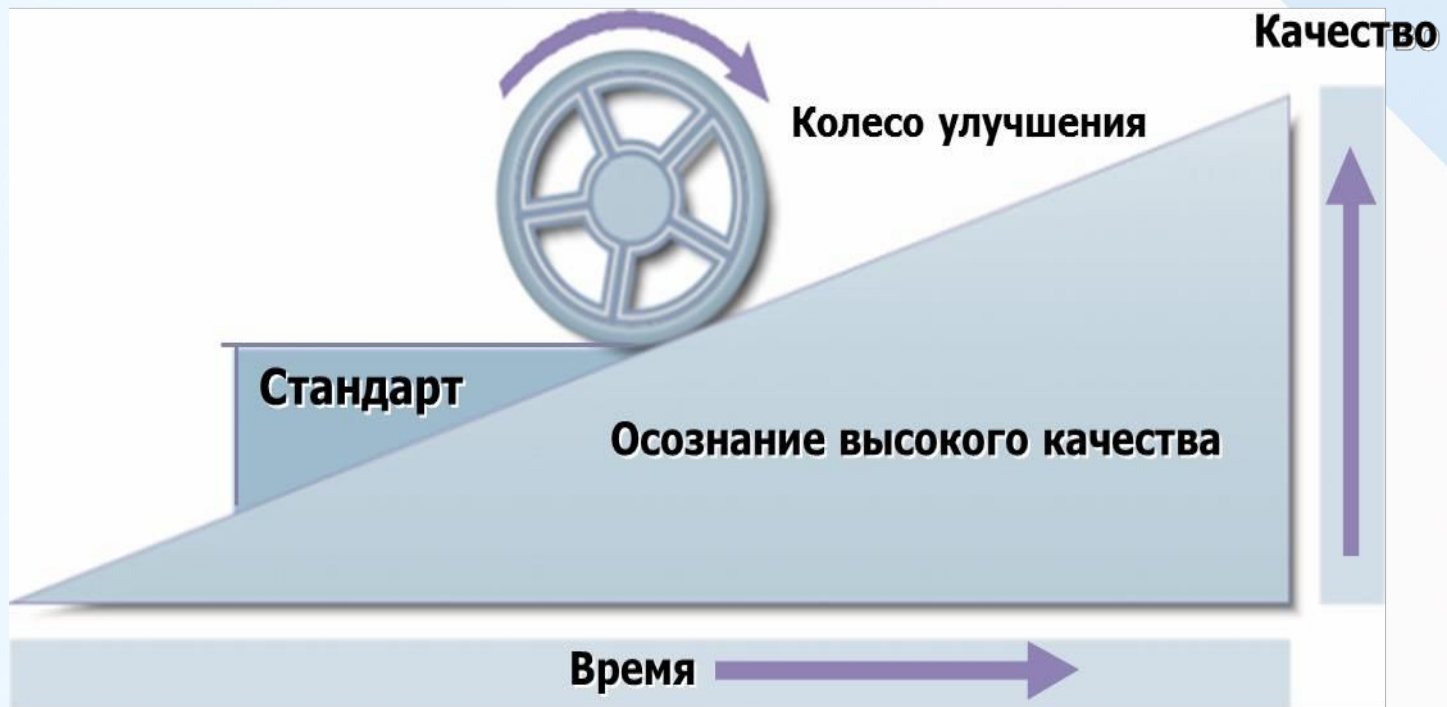 Качество
Колесо улучшения
Стандарт
Осознание высокого качества
Время